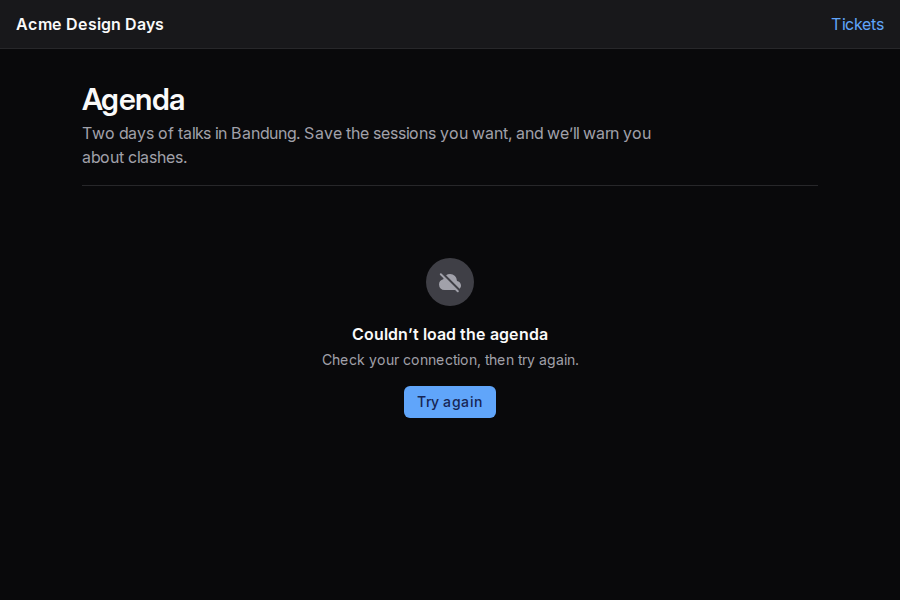 Acme Design Days
Tickets
Agenda
Two days of talks in Bandung. Save the sessions you want, and we’ll warn you
about clashes.
Couldn’t load the agenda
Check your connection, then try again.
Try again